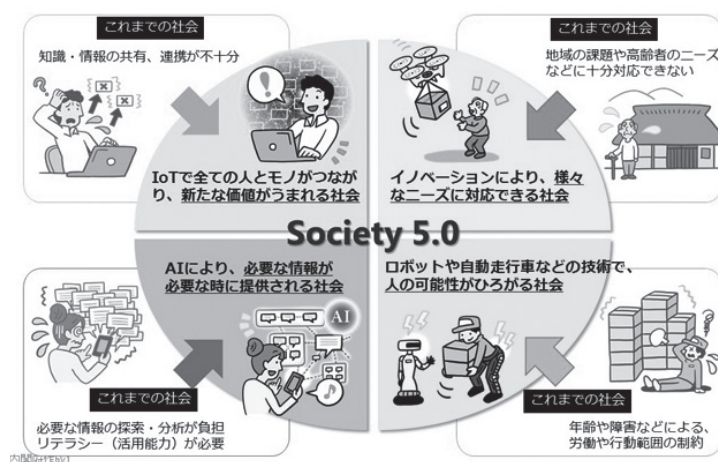 これまでの社会
知識・情報の共有、連携が不十分
IoTで全ての人とモノがつなが
り、新たな価値がうまれる社会
これまでの社会
地域の課題や高齢者のニーズ
などに十分対応できない
イノベーションにより、様々
なニーズに対応できる社会
Society 5.0
AIにより、必要な情報が
必要な時に提供される社会
AI
これまでの社会
必要な情報の探索・分析が負担
リテラシー（活用能力）が必要
ロボットや自動走行車などの技術で、
人の可能性がひろがる社会
これまでの社会
年齢や障害などによる、
労働や行動範囲の制約